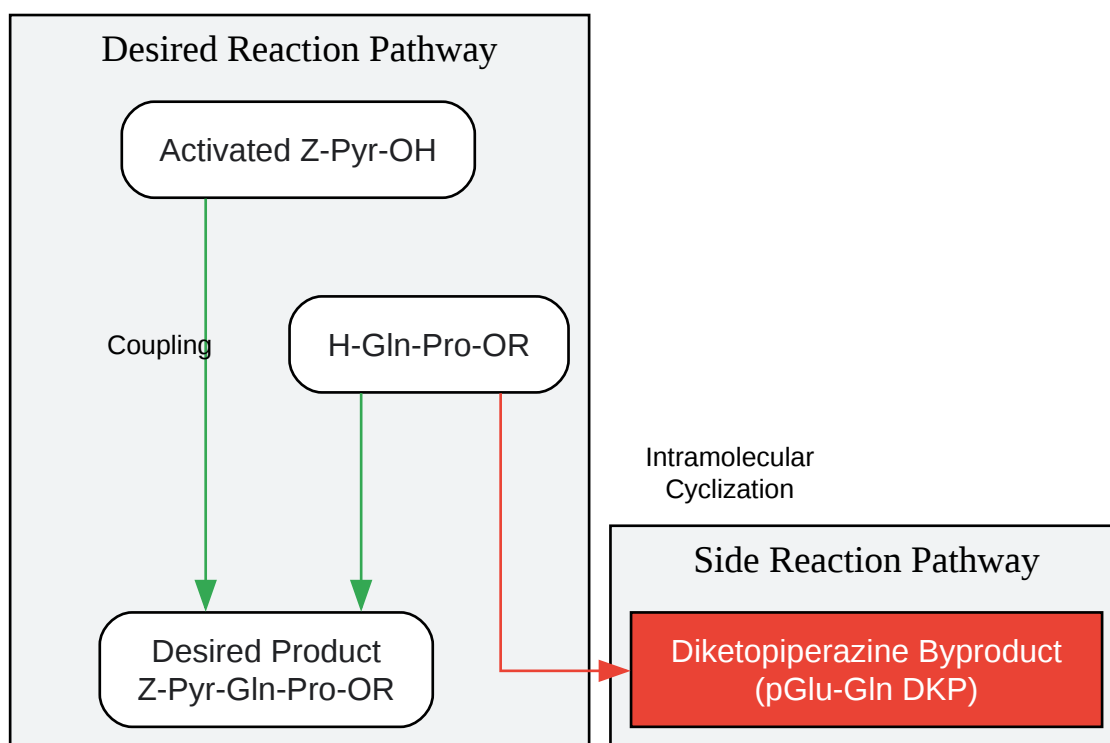 Desired Reaction Pathway
Activated Z-Pyr-OH
Coupling
H-Gln-Pro-OR
Desired Product
Z-Pyr-Gln-Pro-OR
Intramolecular
Cyclization
Side Reaction Pathway
Diketopiperazine Byproduct
(pGlu-Gln DKP)